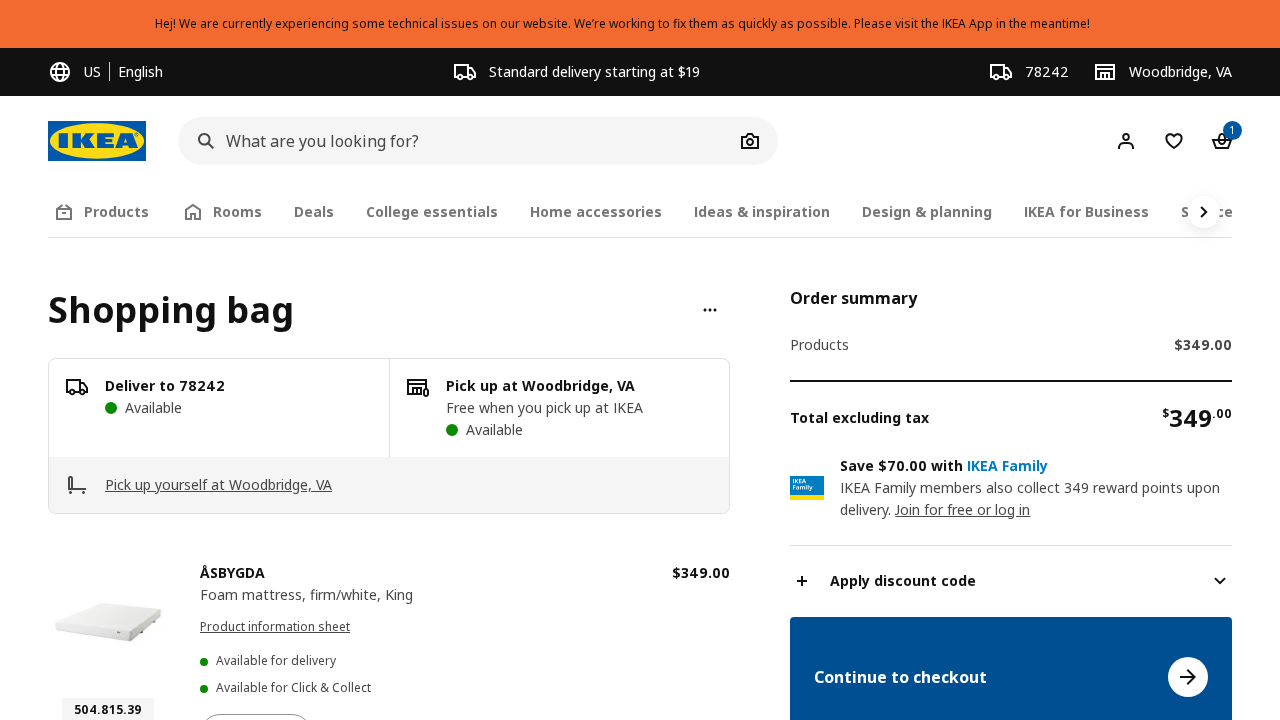 Hej! We are currently experiencing some technical issues on our website. We’re working to fix them as quickly as possible. Please visit the IKEA App in the meantime!
US English
Standard delivery starting at $19
78242
Woodbridge, VA
IKEA
What are you looking for?
1
Products
Rooms
Deals
College essentials
Home accessories
Ideas & inspiration
Design & planning
IKEA for Business
Shopping bag
Deliver to 78242
Available
Pick up at Woodbridge, VA
Free when you pick up at IKEA
Available
Pick up yourself at Woodbridge, VA
ÅSBYGDA
$349.00
Foam mattress, firm/white, King
Product information sheet
Available for delivery
Available for Click & Collect
504.815.39
Order summary
Products
$349.00
Total excluding tax
$349.00
Save $70.00 with IKEA Family
IKEA Family members also collect 349 reward points upon
delivery. Join for free or log in
IKEA
Family
Apply discount code
Continue to checkout